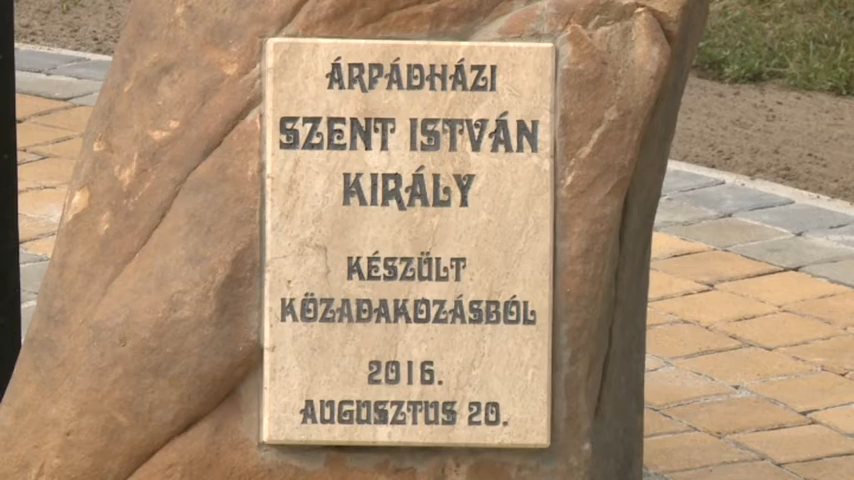 ÁRPÁDHÁZI
SZENT ISTVÁN
KIRÁLY
KÉSZÜLT
KÖZADAKOZÁSBÓL
2016.
AUGUSZTUS 20.